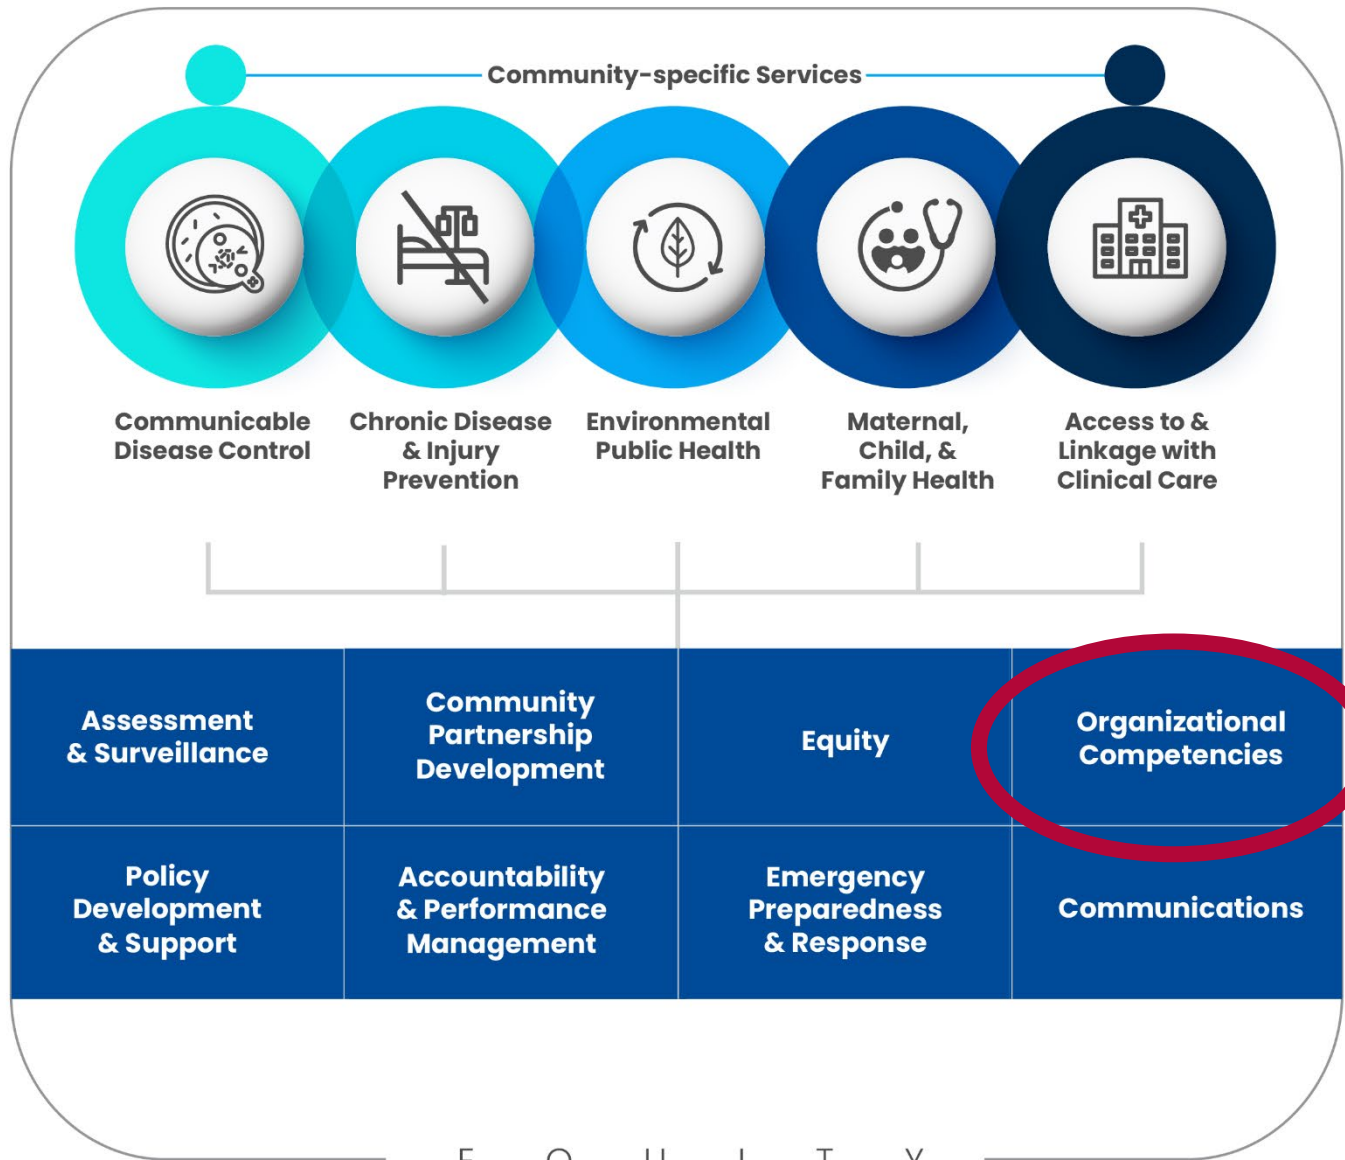 Community-specific Services
Communicable
Disease Control
Chronic Disease
& Injury
Prevention
Environmental
Public Health
Maternal,
Child, &
Family Health
Access to &
Linkage with
Clinical Care
Assessment
& Surveillance
Community
Partnership
Development
Equity
Organizational
Competencies
Policy
Development
& Support
Accountability
& Performance
Management
Emergency
Preparedness
& Response
Communications
E Q U I T Y